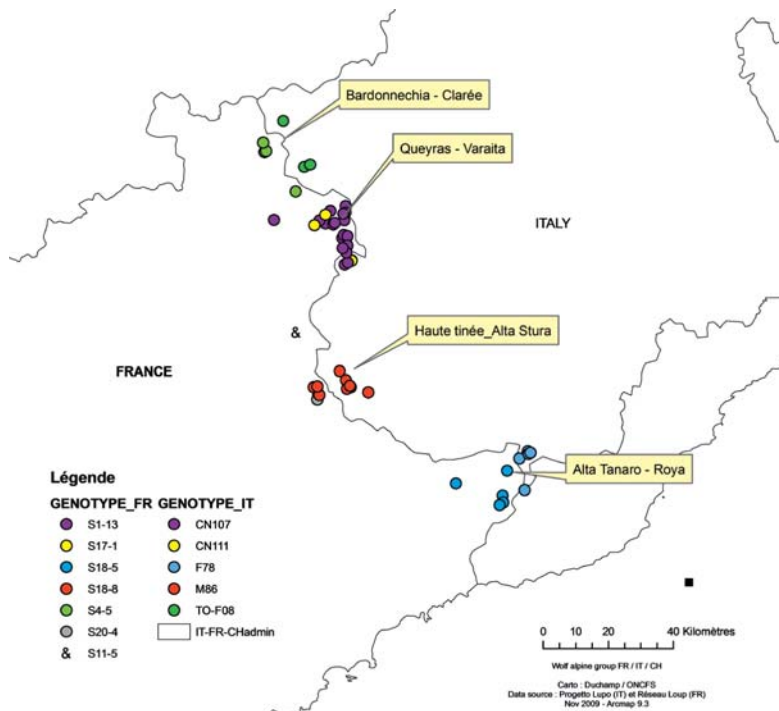 Bardonnechia - Clarée
Queyras - Varaita
ITALY
&
Haute tinée_Alta Stura
FRANCE
Alta Tanaro - Roya
Légende
GENOTYPE_FR GENOTYPE_IT
S1-13 CN107
S17-1 CN111
S18-5 F78
S18-8 M86
S4-5 TO-F08
S20-4 IT-FR-CHadmin
& S11-5
0 10 20 40 Kilomètres
Wolf alpine group FR / IT / CH
Carto : Duchamp / ONCFS
Data source : Progetto Lupo (IT) et Réseau Loup (FR)
Nov 2009 - Arcmap 9.3